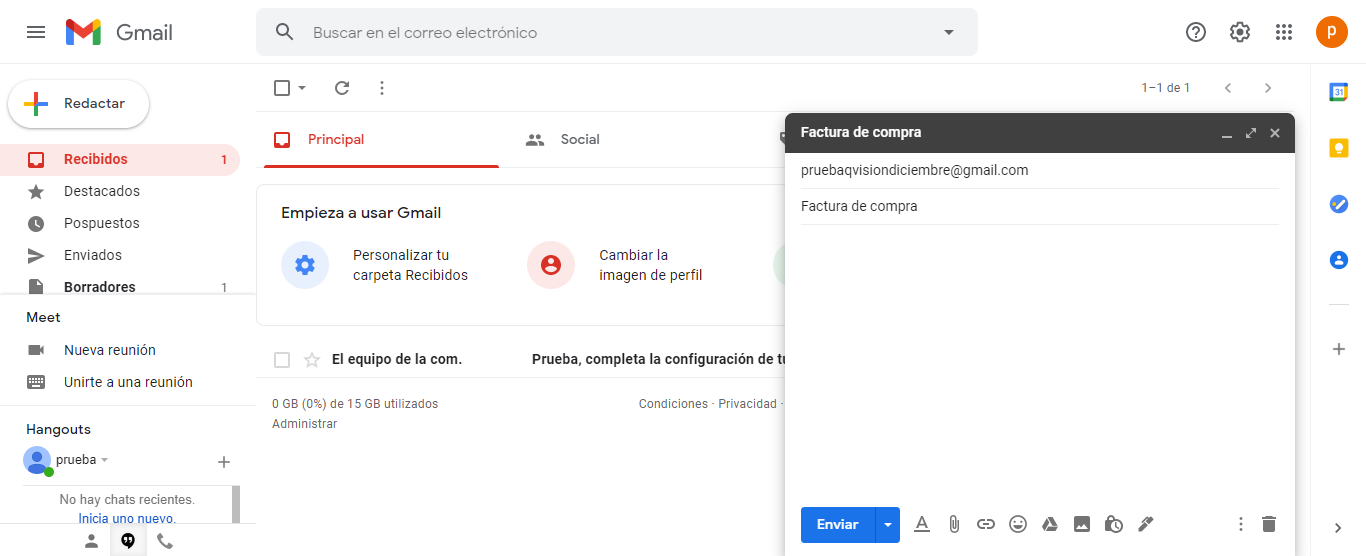 Gmail
Buscar en el correo electrónico
p
Redactar
1–1 de 1
31
Recibidos 1
Destacados
Pospuestos
Enviados
Borradores 1
Principal
Social
Empieza a usar Gmail
Personalizar tu
carpeta Recibidos
Cambiar la
imagen de perfil
El equipo de la com. Prueba, completa la configuración de tu
0 GB (0%) de 15 GB utilizados
Administrar
Condiciones · Privacidad ·
Meet
Nueva reunión
Unirte a una reunión
Hangouts
prueba
No hay chats recientes.
Inicia uno nuevo.
Factura de compra
pruebaqvisiondiciembre@gmail.com
Factura de compra
Enviar